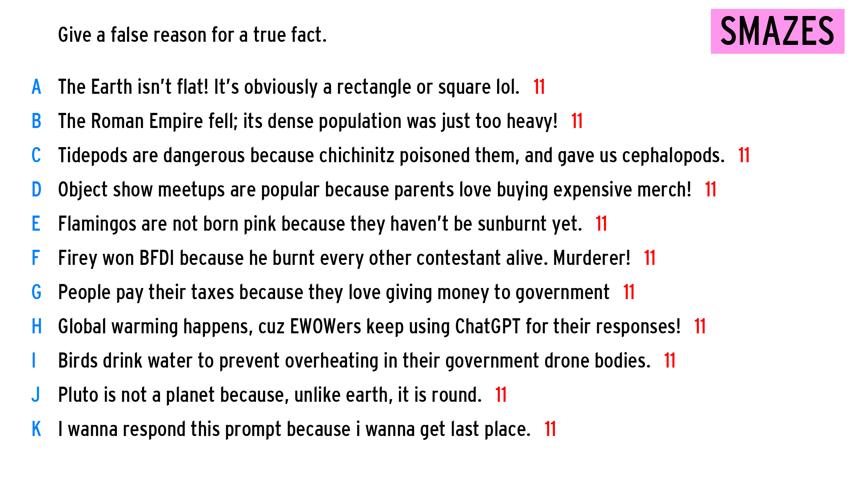 Give a false reason for a true fact.
SMAZES
A The Earth isn't flat! It's obviously a rectangle or square lol. 11
B The Roman Empire fell; its dense population was just too heavy! 11
C Tidepods are dangerous because chichinitz poisoned them, and gave us cephalopods. 11
D Object show meetups are popular because parents love buying expensive merch! 11
E Flamingos are not born pink because they haven't be sunburnt yet. 11
F Firey won BFDI because he burnt every other contestant alive. Murderer! 11
G People pay their taxes because they love giving money to government 11
H Global warming happens, cuz EWOWers keep using ChatGPT for their responses! 11
I Birds drink water to prevent overheating in their government drone bodies. 11
J Pluto is not a planet because, unlike earth, it is round. 11
K I wanna respond this prompt because i wanna get last place. 11